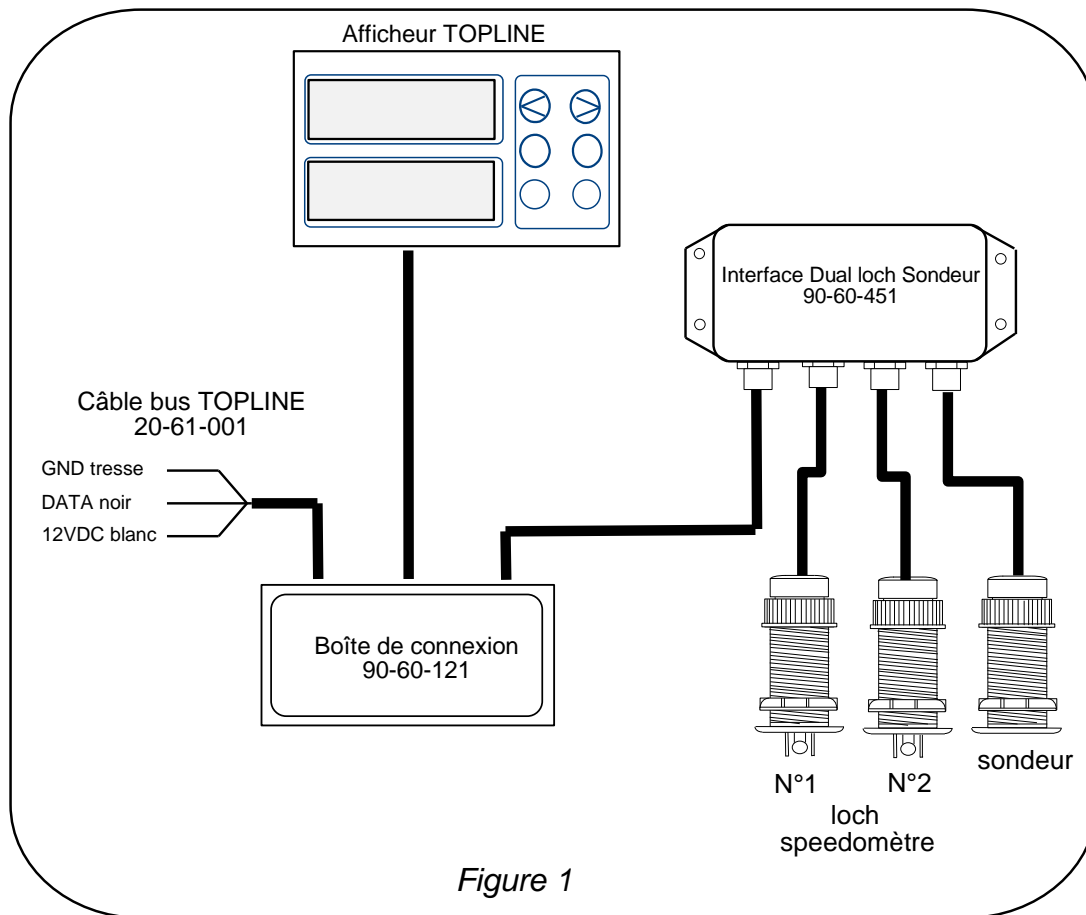 Afficheur TOPLINE
Interface Dual loch Sondeur
90-60-451
Câble bus TOPLINE
20-61-001
GND tresse
DATA noir
12VDC blanc
Boîte de connexion
90-60-121
sondeur
N°1
N°2
loch
speedomètre
Figure 1